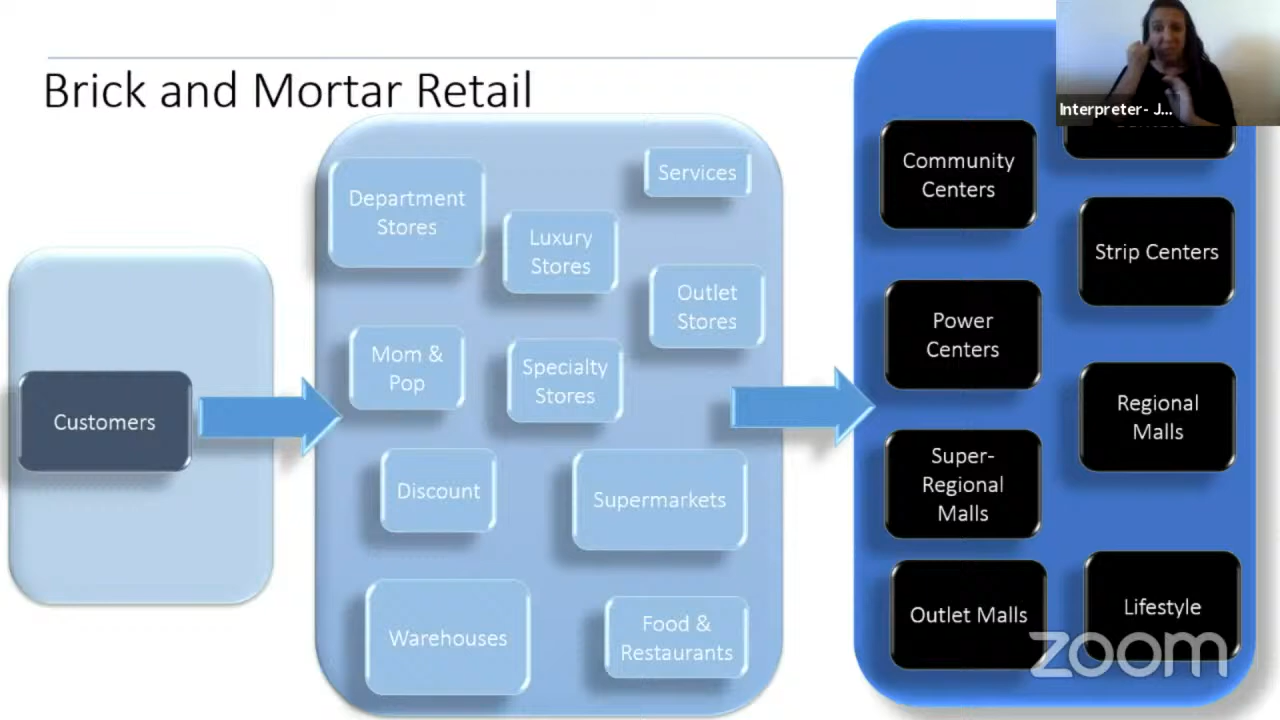 Brick and Mortar Retail
Customers
Department
Stores
Services
Luxury
Stores
Outlet
Stores
Mom &
Pop
Specialty
Stores
Discount
Supermarkets
Warehouses
Food &
Restaurants
Interpreter- J...
Community
Centers
Strip Centers
Power
Centers
Regional
Malls
Super-
Regional
Malls
Outlet Malls
Lifestyle
zoom